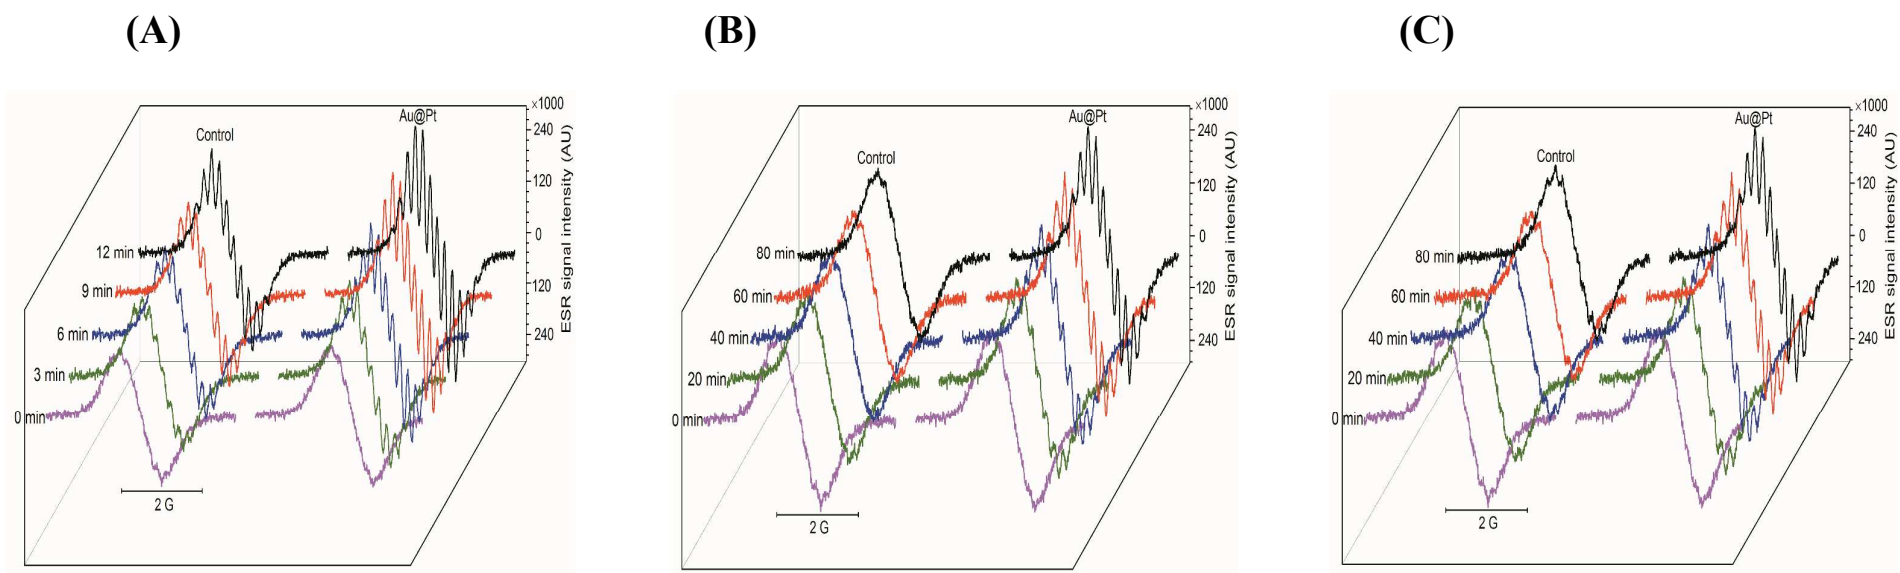 (A)
(B)
(C)
×1000
Au@Pt
Control
240
120
0
120
240
ESR signal intensity (AU)
12 min
9 min
6 min
3 min
0 min
2 G
×1000
Au@Pt
Control
240
120
0
120
240
ESR signal intensity (AU)
80 min
60 min
40 min
20 min
0 min
2 G
×1000
Au@Pt
Control
240
120
0
120
240
ESR signal intensity (AU)
80 min
60 min
40 min
20 min
0 min
2 G